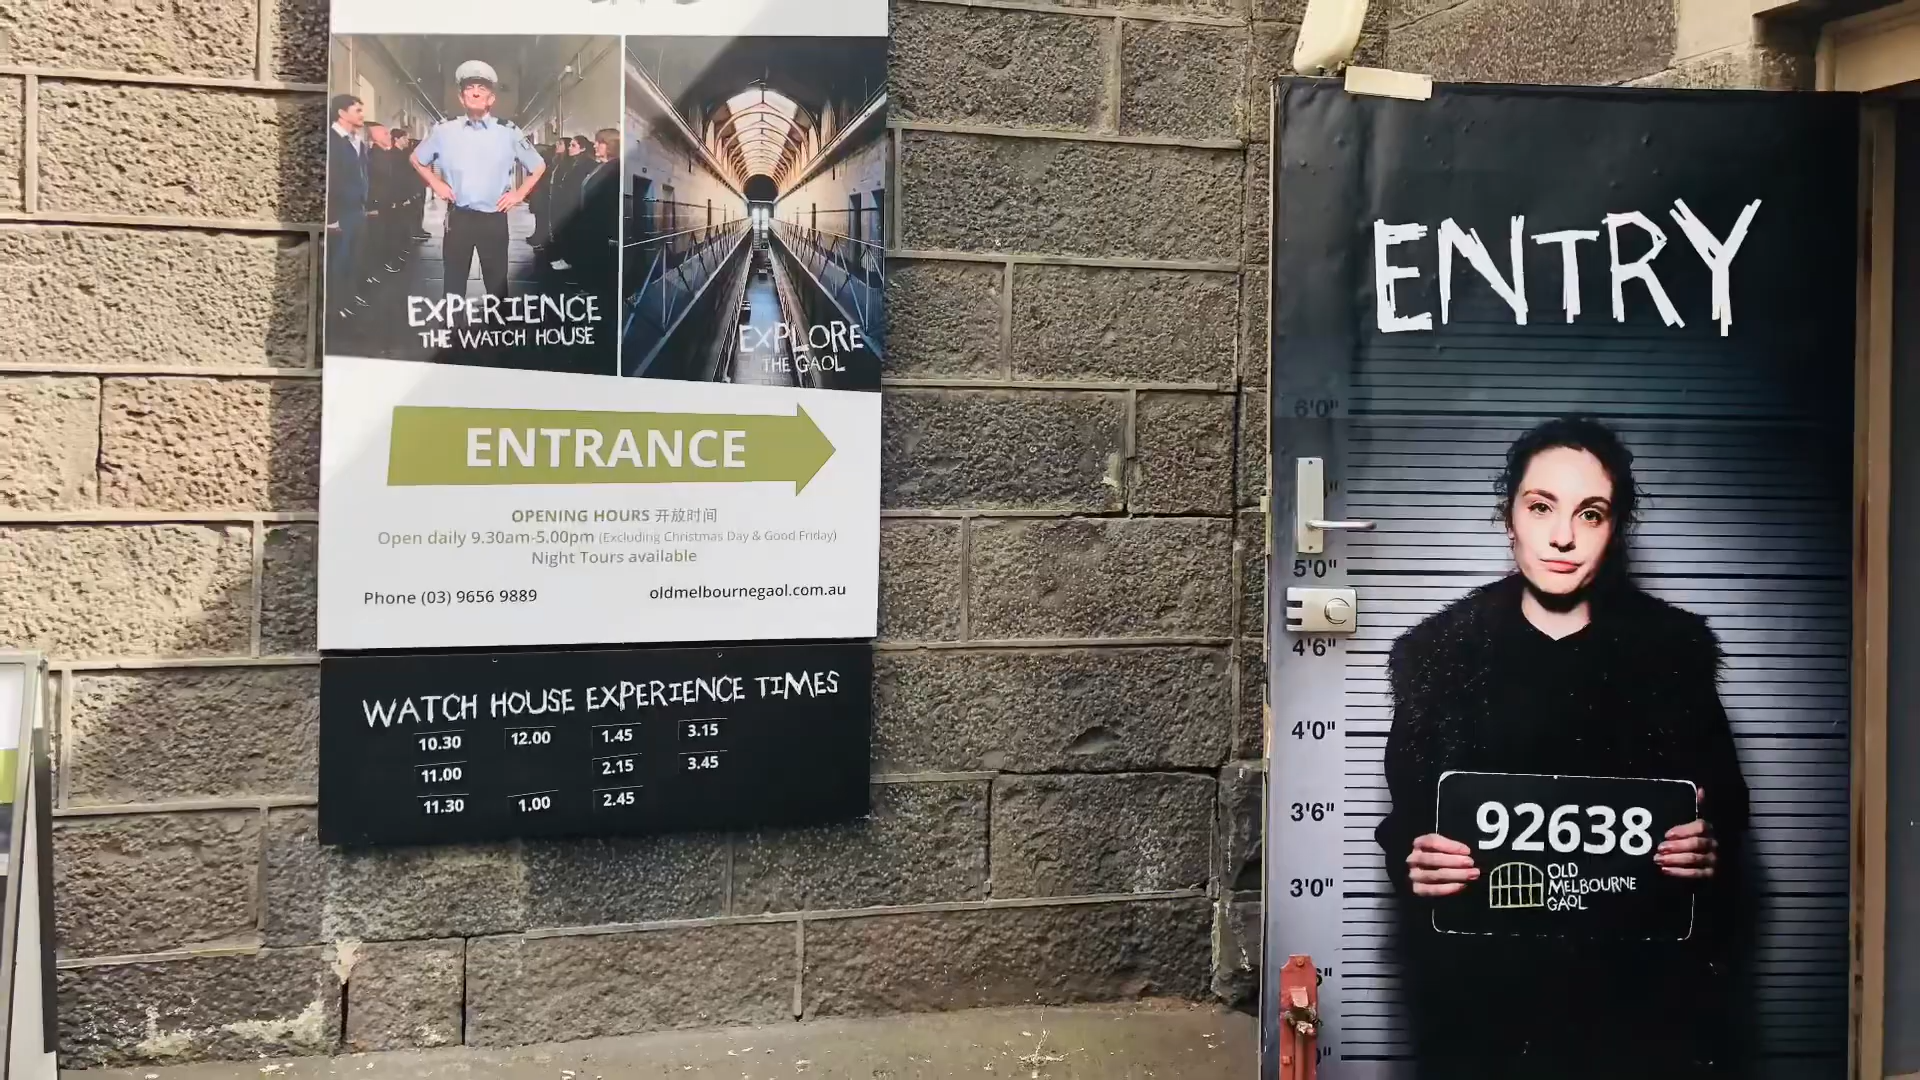 EXPERIENCE
THE WATCH HOUSE
EXPLORE
THE GAOL
ENTRANCE
OPENING HOURS 开放时间
Open daily 9.30am-5.00pm (Excluding Christmas Day & Good Friday)
Night Tours available
Phone (03) 9656 9889
oldmelbournegaol.com.au
WATCH HOUSE EXPERIENCE TIMES
10.30 12.00 1.45 3.15
11.00 2.15 3.45
11.30 1.00 2.45
ENTRY
6'0"
5'0"
4'6"
4'0"
3'6"
3'0"
92638
OLD
MELBOURNE
GAOL